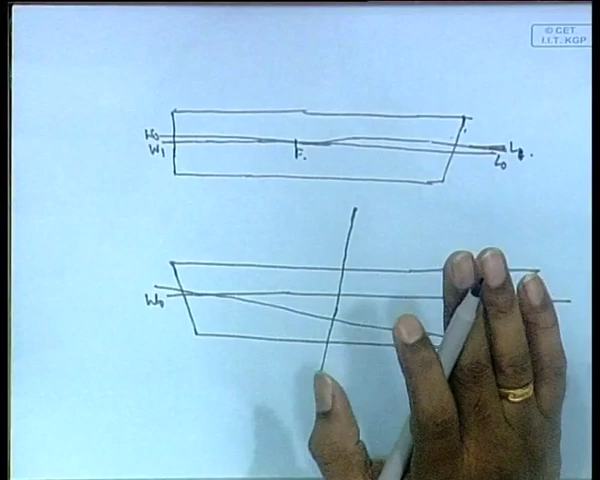 © CET
I.I.T. KGP
W₀
W₁
F.
L₀
W₀